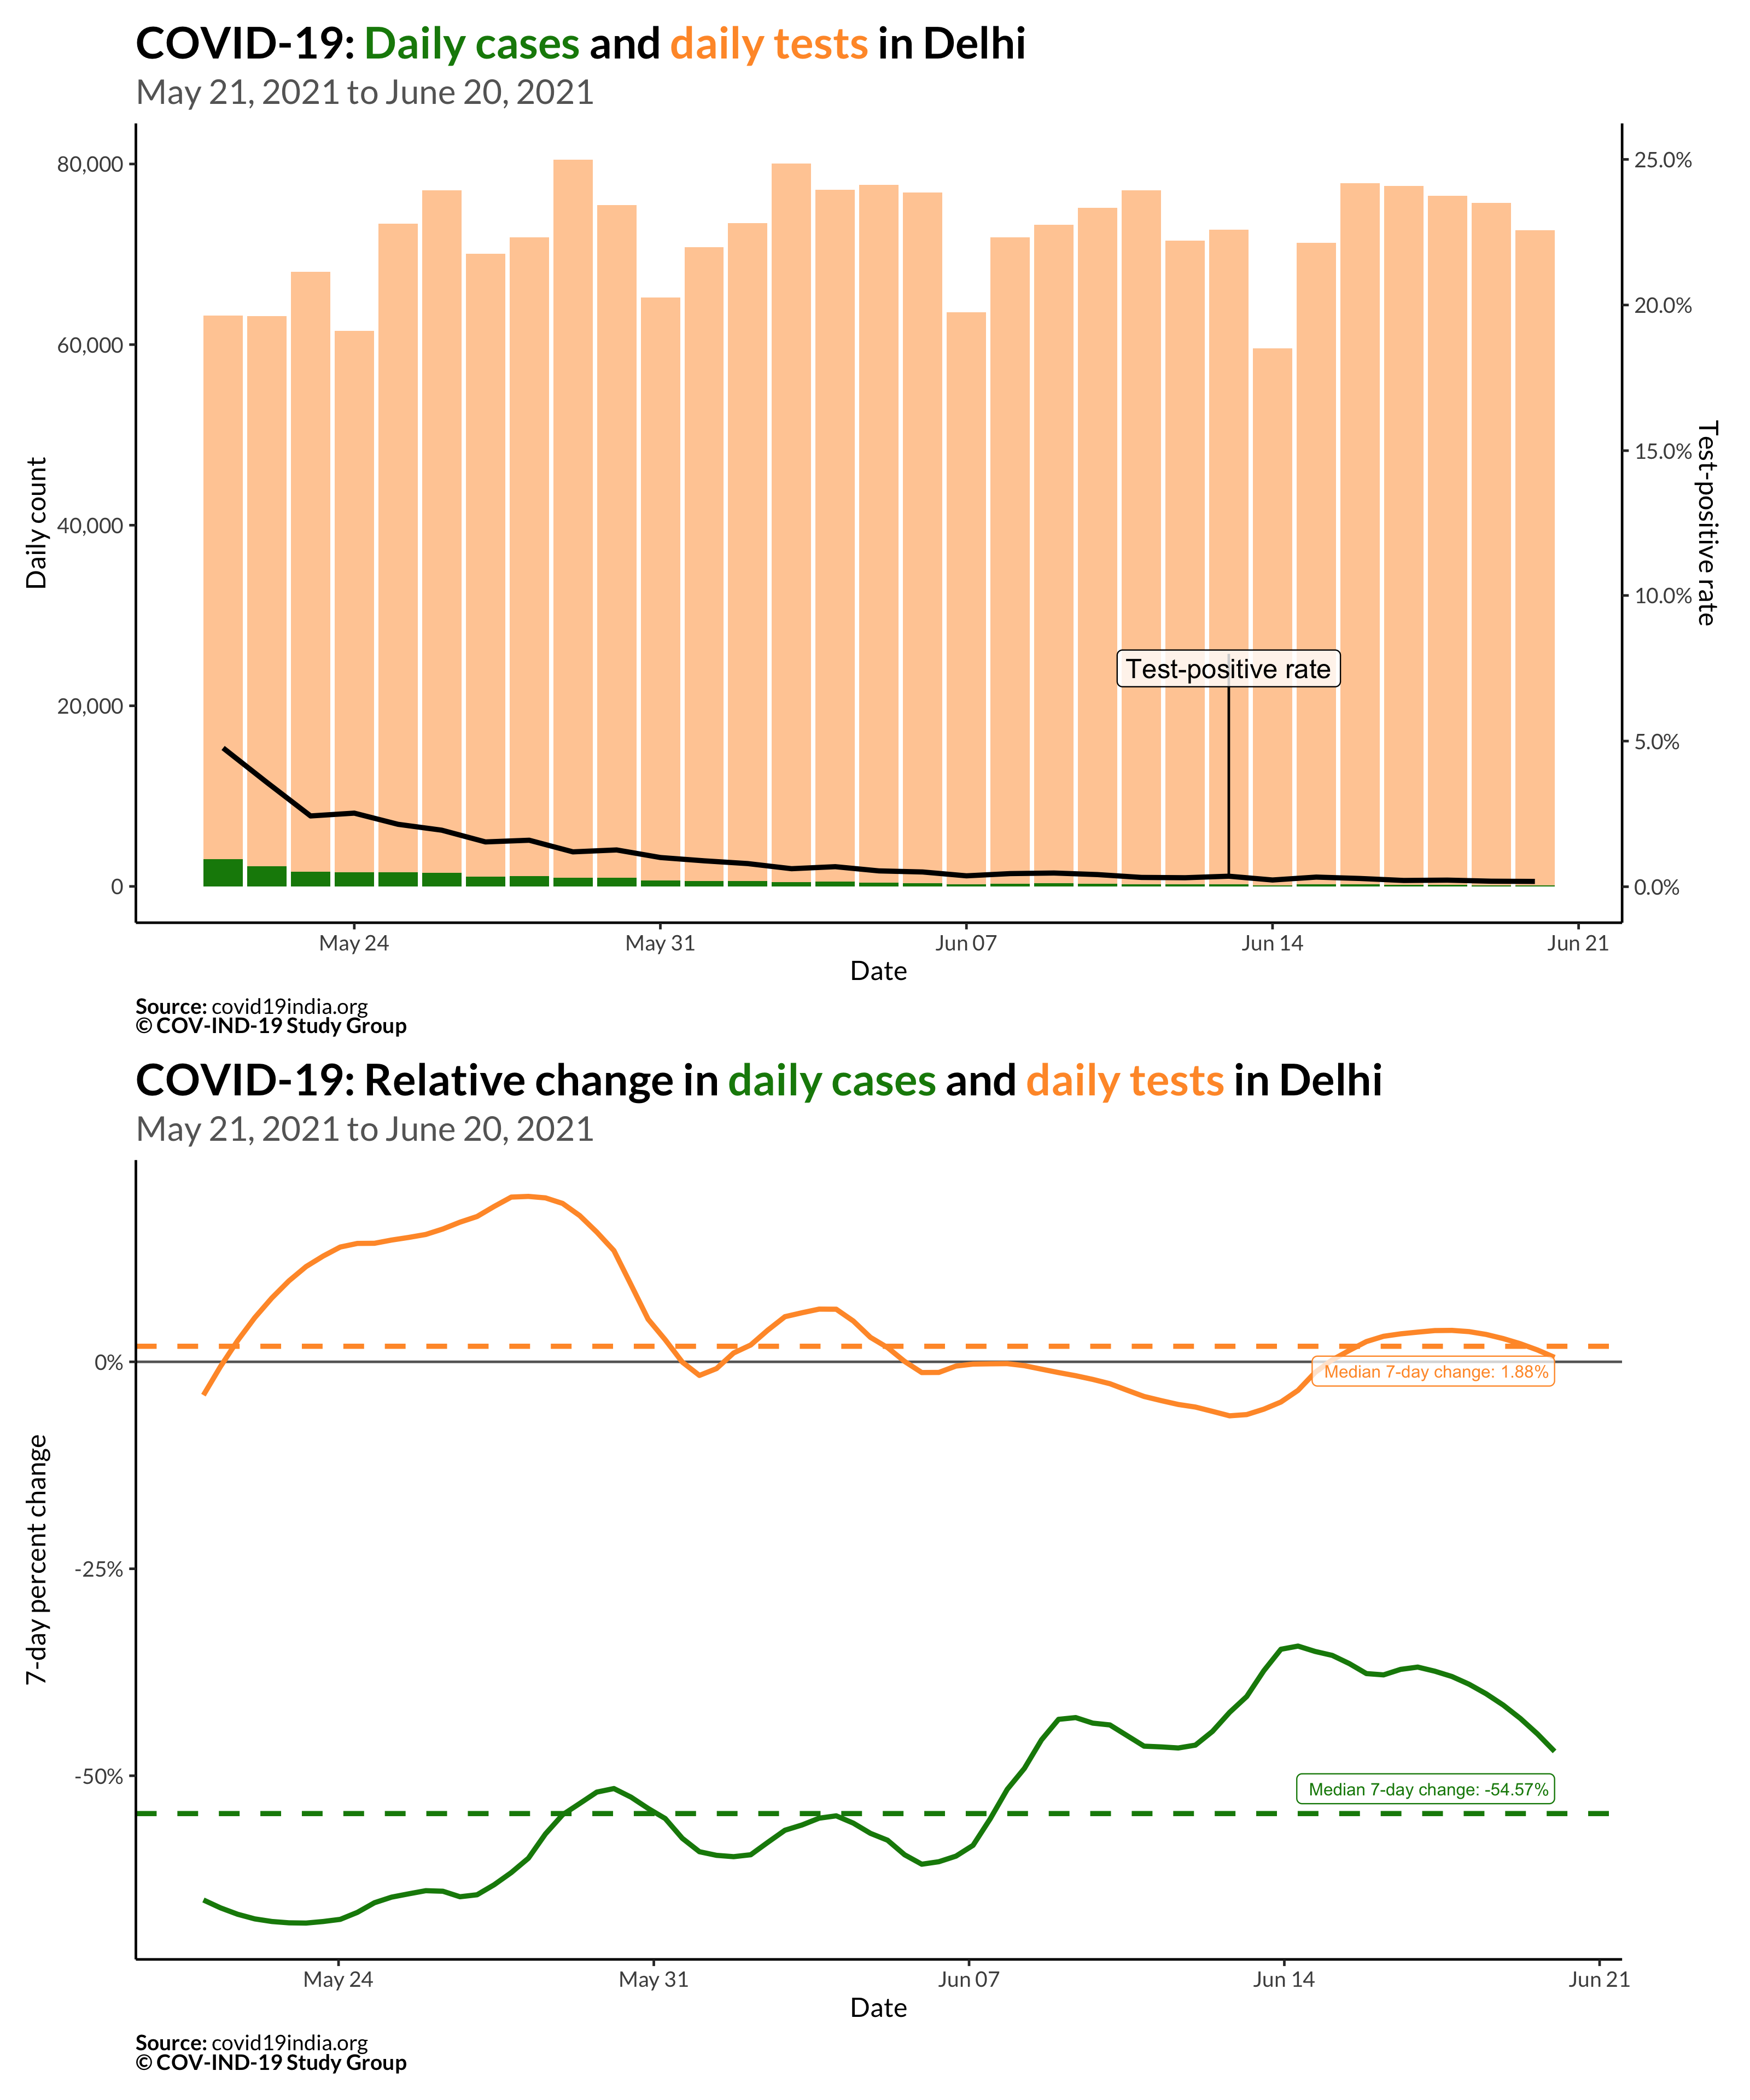 COVID-19: Daily cases and daily tests in Delhi
May 21, 2021 to June 20, 2021
Daily count
80,000
60,000
40,000
20,000
0
25.0%
20.0%
15.0%
10.0%
5.0%
0.0%
Test-positive rate
Test-positive rate
May 24
May 31
Jun 07
Jun 14
Jun 21
Date
Source: covid19india.org
© COV-IND-19 Study Group
COVID-19: Relative change in daily cases and daily tests in Delhi
May 21, 2021 to June 20, 2021
7-day percent change
0%
-25%
-50%
Median 7-day change: 1.88%
Median 7-day change: -54.57%
May 24
May 31
Jun 07
Jun 14
Jun 21
Date
Source: covid19india.org
© COV-IND-19 Study Group